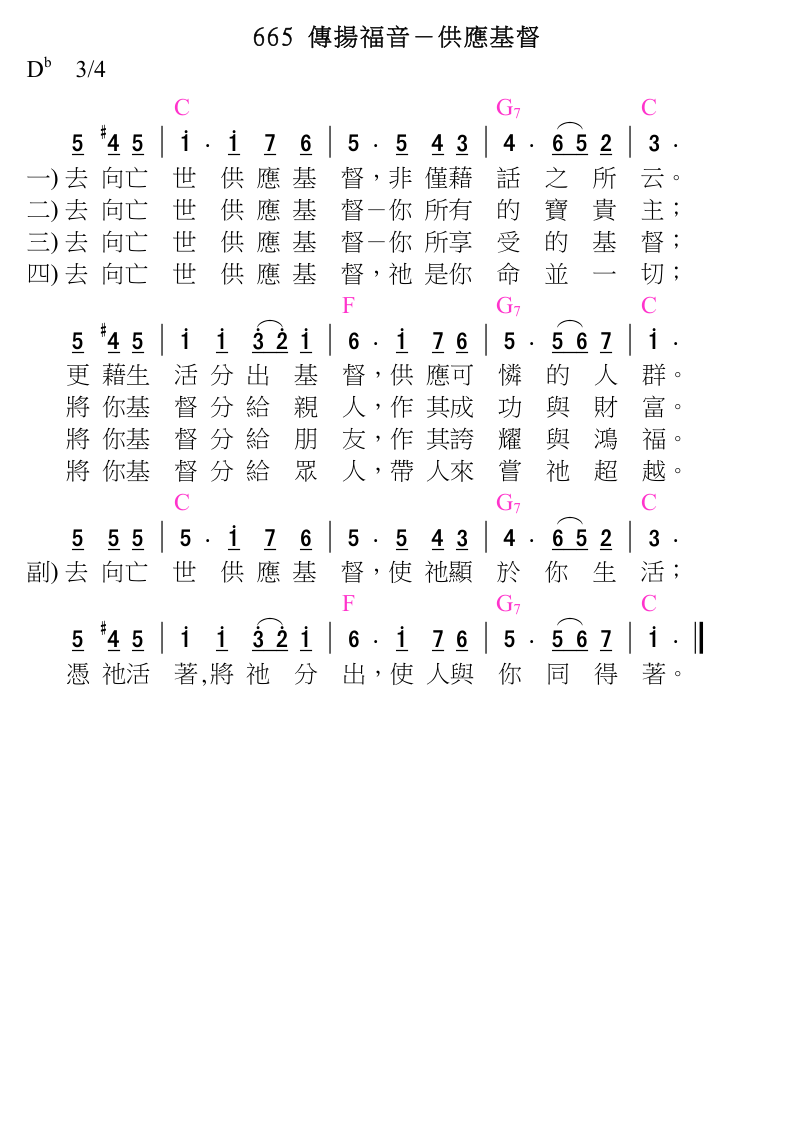 665 傳揚福音－供應基督
Dᵇ 3/4
C G₇ C
5 #4 5 | i · i 7 6 | 5 · 5 4 3 | 4 · 6 5 2 | 3 ·
一) 去 向亡 世 供 應 基 督，非 僅藉 話 之 所 云。
二) 去 向亡 世 供 應 基 督－你 所有 的 寶 貴 主；
三) 去 向亡 世 供 應 基 督－你 所享 受 的 基 督；
四) 去 向亡 世 供 應 基 督，祂 是你 命 並 一 切；
F G₇ C
5 #4 5 | i i 3̇ 2̇ i | 6 · i 7 6 | 5 · 5 6 7 | i ·
更 藉生 活 分 出 基 督，供 應可 憐 的 人 群。
將 你基 督 分 給 親 人，作 其成 功 與 財 富。
將 你基 督 分 給 朋 友，作 其誇 耀 與 鴻 福。
將 你基 督 分 給 眾 人，帶 人來 嘗 祂 超 越。
C G₇ C
5 5 5 | 5 · i 7 6 | 5 · 5 4 3 | 4 · 6 5 2 | 3 ·
副) 去 向亡 世 供 應 基 督，使 祂顯 於 你 生 活；
F G₇ C
5 #4 5 | i i 3̇ 2̇ i | 6 · i 7 6 | 5 · 5 6 7 | i ·
憑 祂活 著,將 祂 分 出，使 人與 你 同 得 著。